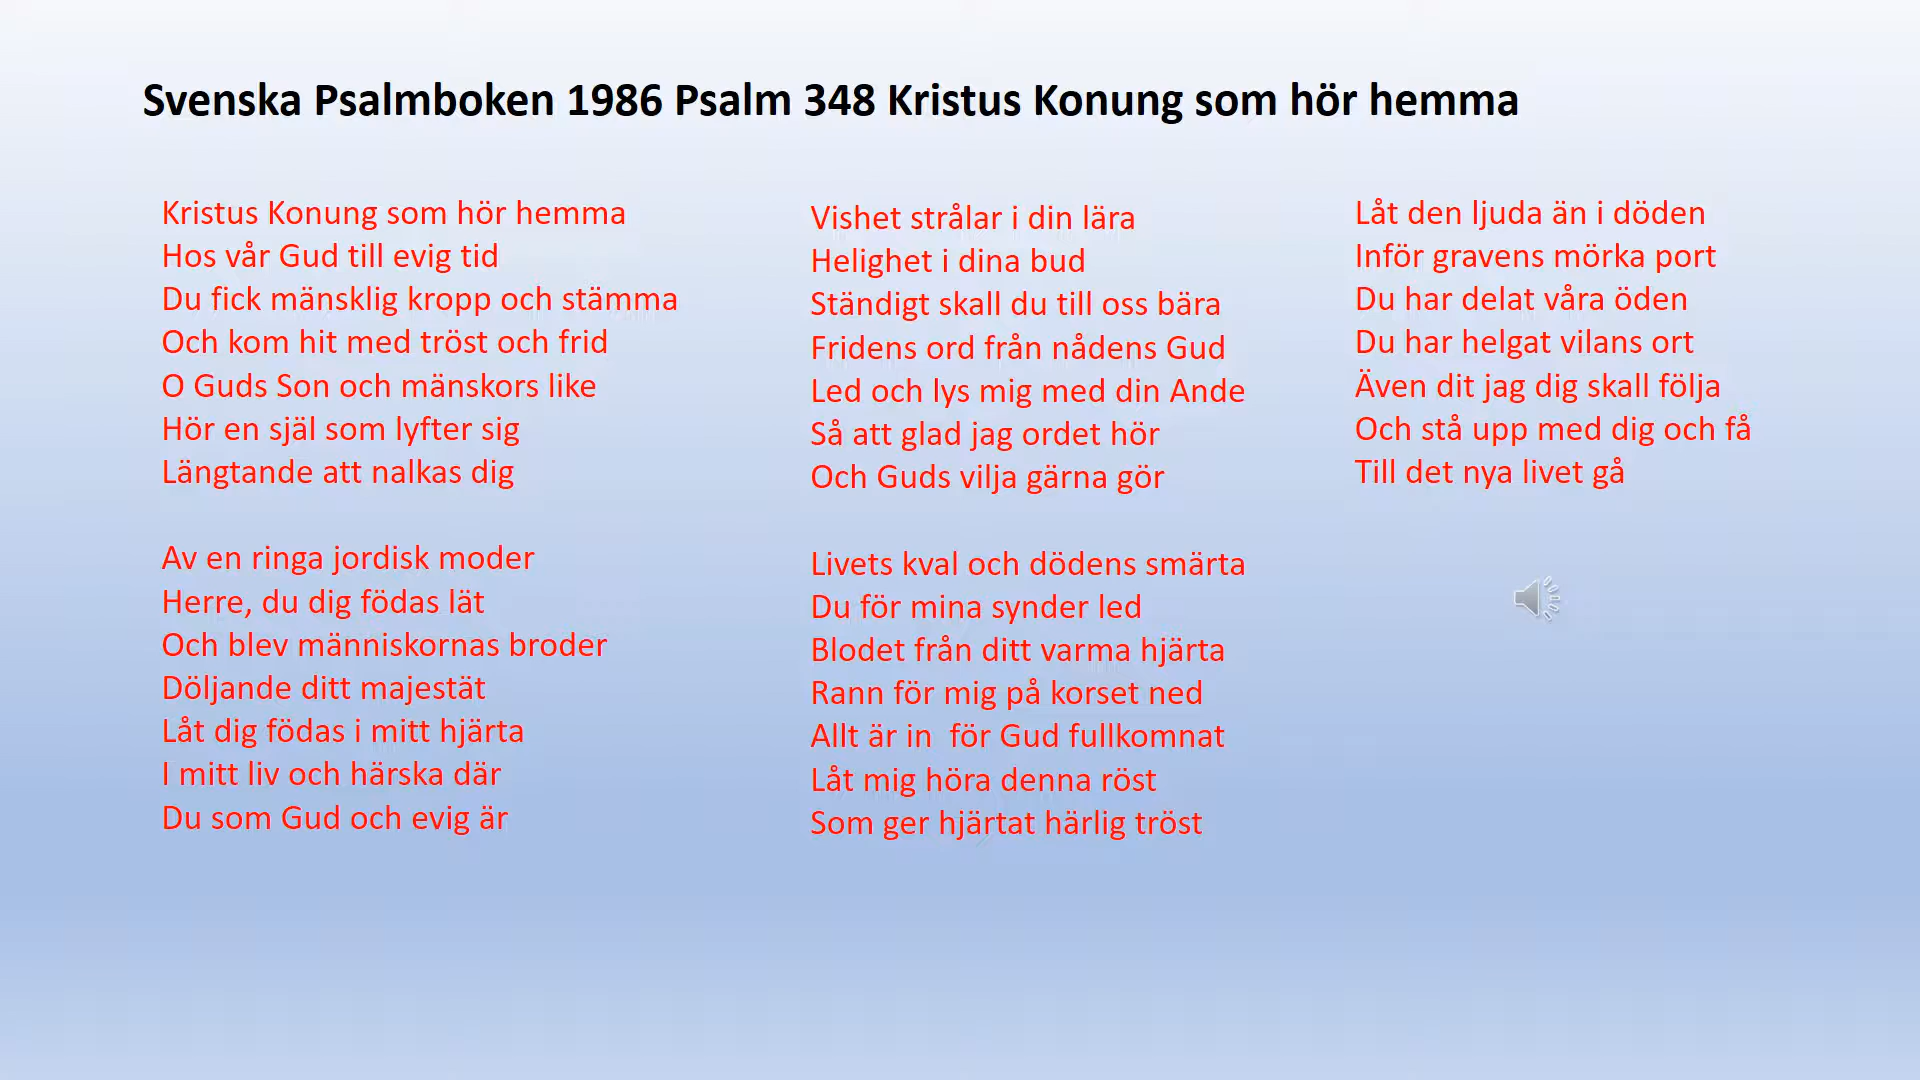 Svenska Psalmboken 1986 Psalm 348 Kristus Konung som hör hemma
Kristus Konung som hör hemma
Hos vår Gud till evig tid
Du fick mänsklig kropp och stämma
Och kom hit med tröst och frid
O Guds Son och mänskors like
Hör en själ som lyfter sig
Längtande att nalkas dig
Av en ringa jordisk moder
Herre, du dig födas lät
Och blev människornas broder
Döljande ditt majestät
Låt dig födas i mitt hjärta
I mitt liv och härska där
Du som Gud och evig är
Vishet strålar i din lära
Helighet i dina bud
Ständigt skall du till oss bära
Fridens ord från nådens Gud
Led och lys mig med din Ande
Så att glad jag ordet hör
Och Guds vilja gärna gör
Livets kval och dödens smärta
Du för mina synder led
Blodet från ditt varma hjärta
Rann för mig på korset ned
Allt är in  för Gud fullkomnat
Låt mig höra denna röst
Som ger hjärtat härlig tröst
Låt den ljuda än i döden
Inför gravens mörka port
Du har delat våra öden
Du har helgat vilans ort
Även dit jag dig skall följa
Och stå upp med dig och få
Till det nya livet gå